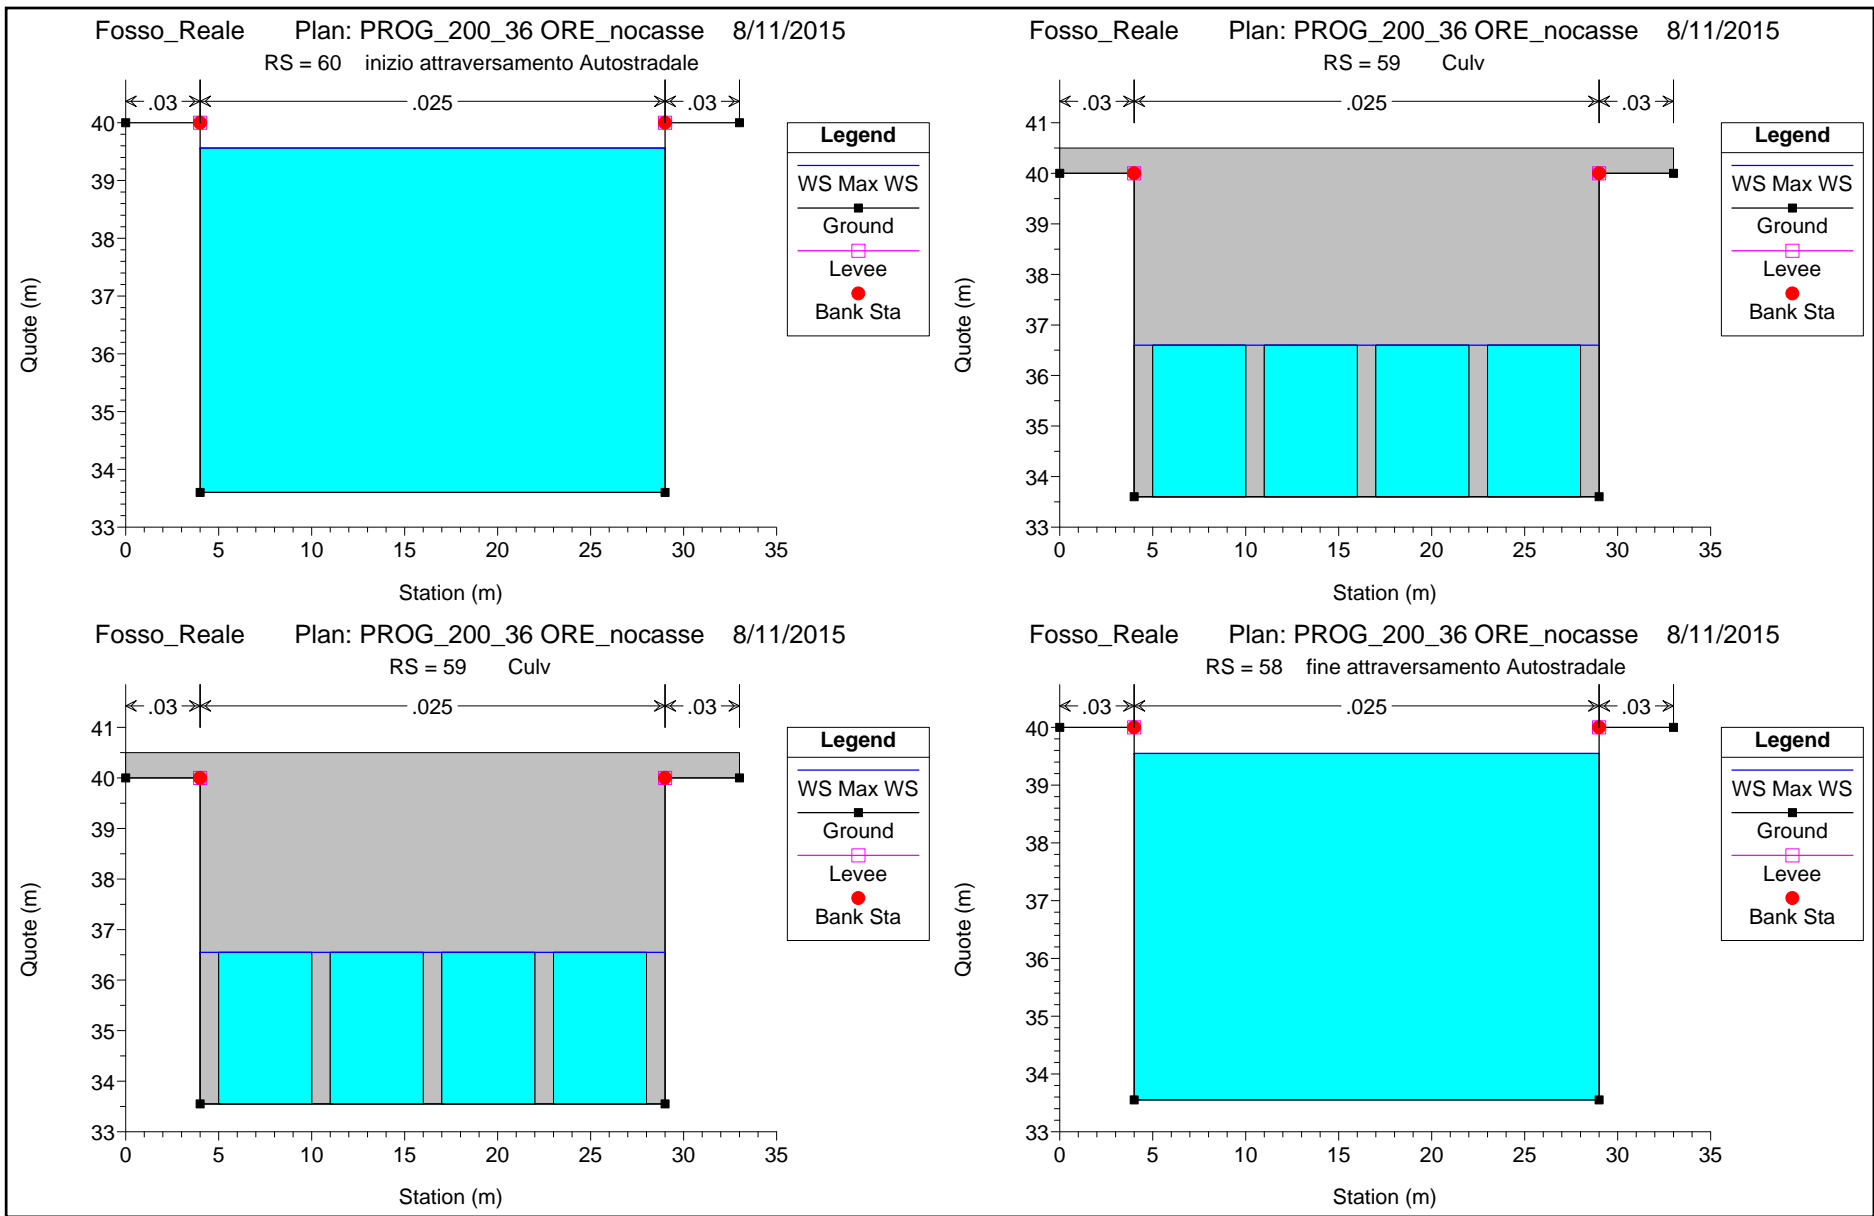 Fosso_Reale Plan: PROG_200_36 ORE_nocasse 8/11/2015
RS = 60 inizio attraversamento Autostradale
.03 .025 .03
40
39
38
37
36
35
34
33
0 5 10 15 20 25 30 35
Quote (m)
Station (m)
Legend
WS Max WS
Ground
Levee
Bank Sta
Fosso_Reale Plan: PROG_200_36 ORE_nocasse 8/11/2015
RS = 59 Culv
.03 .025 .03
41
40
39
38
37
36
35
34
33
0 5 10 15 20 25 30 35
Quote (m)
Station (m)
Legend
WS Max WS
Ground
Levee
Bank Sta
Fosso_Reale Plan: PROG_200_36 ORE_nocasse 8/11/2015
RS = 59 Culv
.03 .025 .03
41
40
39
38
37
36
35
34
33
0 5 10 15 20 25 30 35
Quote (m)
Station (m)
Legend
WS Max WS
Ground
Levee
Bank Sta
Fosso_Reale Plan: PROG_200_36 ORE_nocasse 8/11/2015
RS = 58 fine attraversamento Autostradale
.03 .025 .03
40
39
38
37
36
35
34
33
0 5 10 15 20 25 30 35
Quote (m)
Station (m)
Legend
WS Max WS
Ground
Levee
Bank Sta